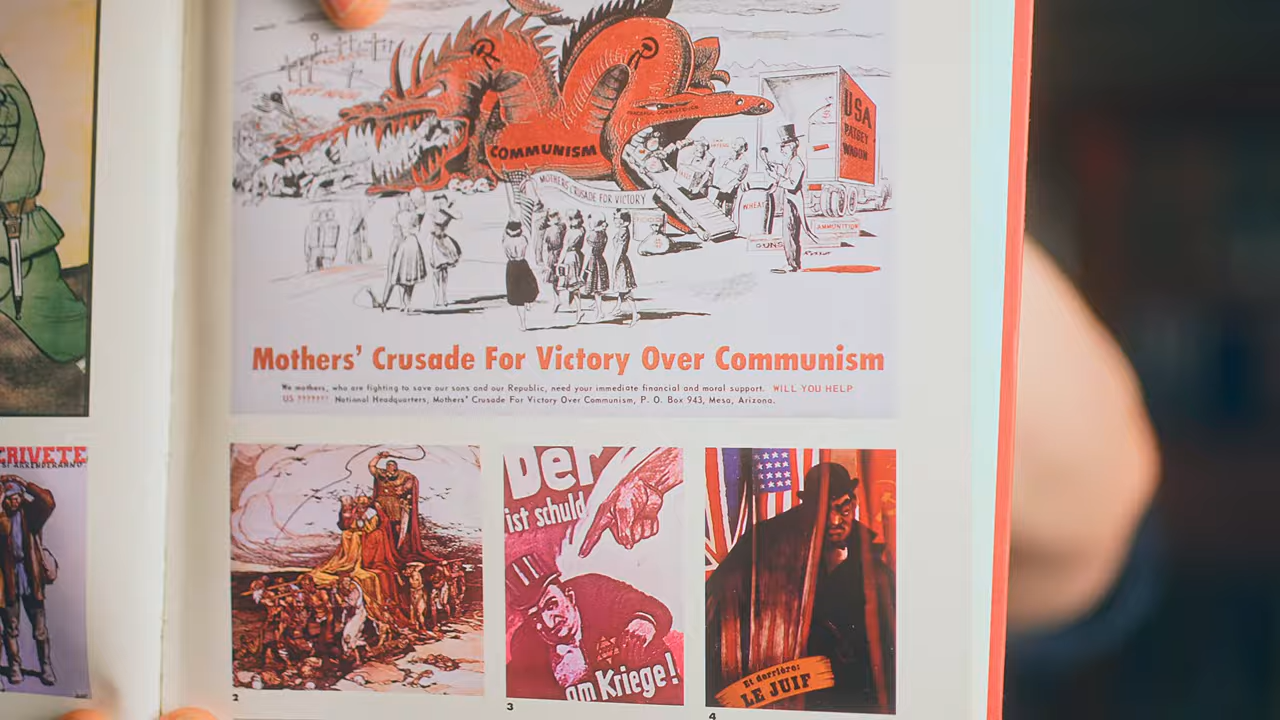 USA
COMMUNISM
MOTHERS CRUSADE FOR VICTORY
WHEAT
AMMUNITION
GUNS
Mothers' Crusade For Victory Over Communism
We mothers, who are fighting to save our sons and our Republic, need your immediate financial and moral support. WILL YOU HELP
US ??????? National Headquarters, Mothers' Crusade For Victory Over Communism, P. O. Box 943, Mesa, Arizona.
CRIVETE
Der
ist schuld
am Kriege!
Et derrière:
LE JUIF
2
3
4